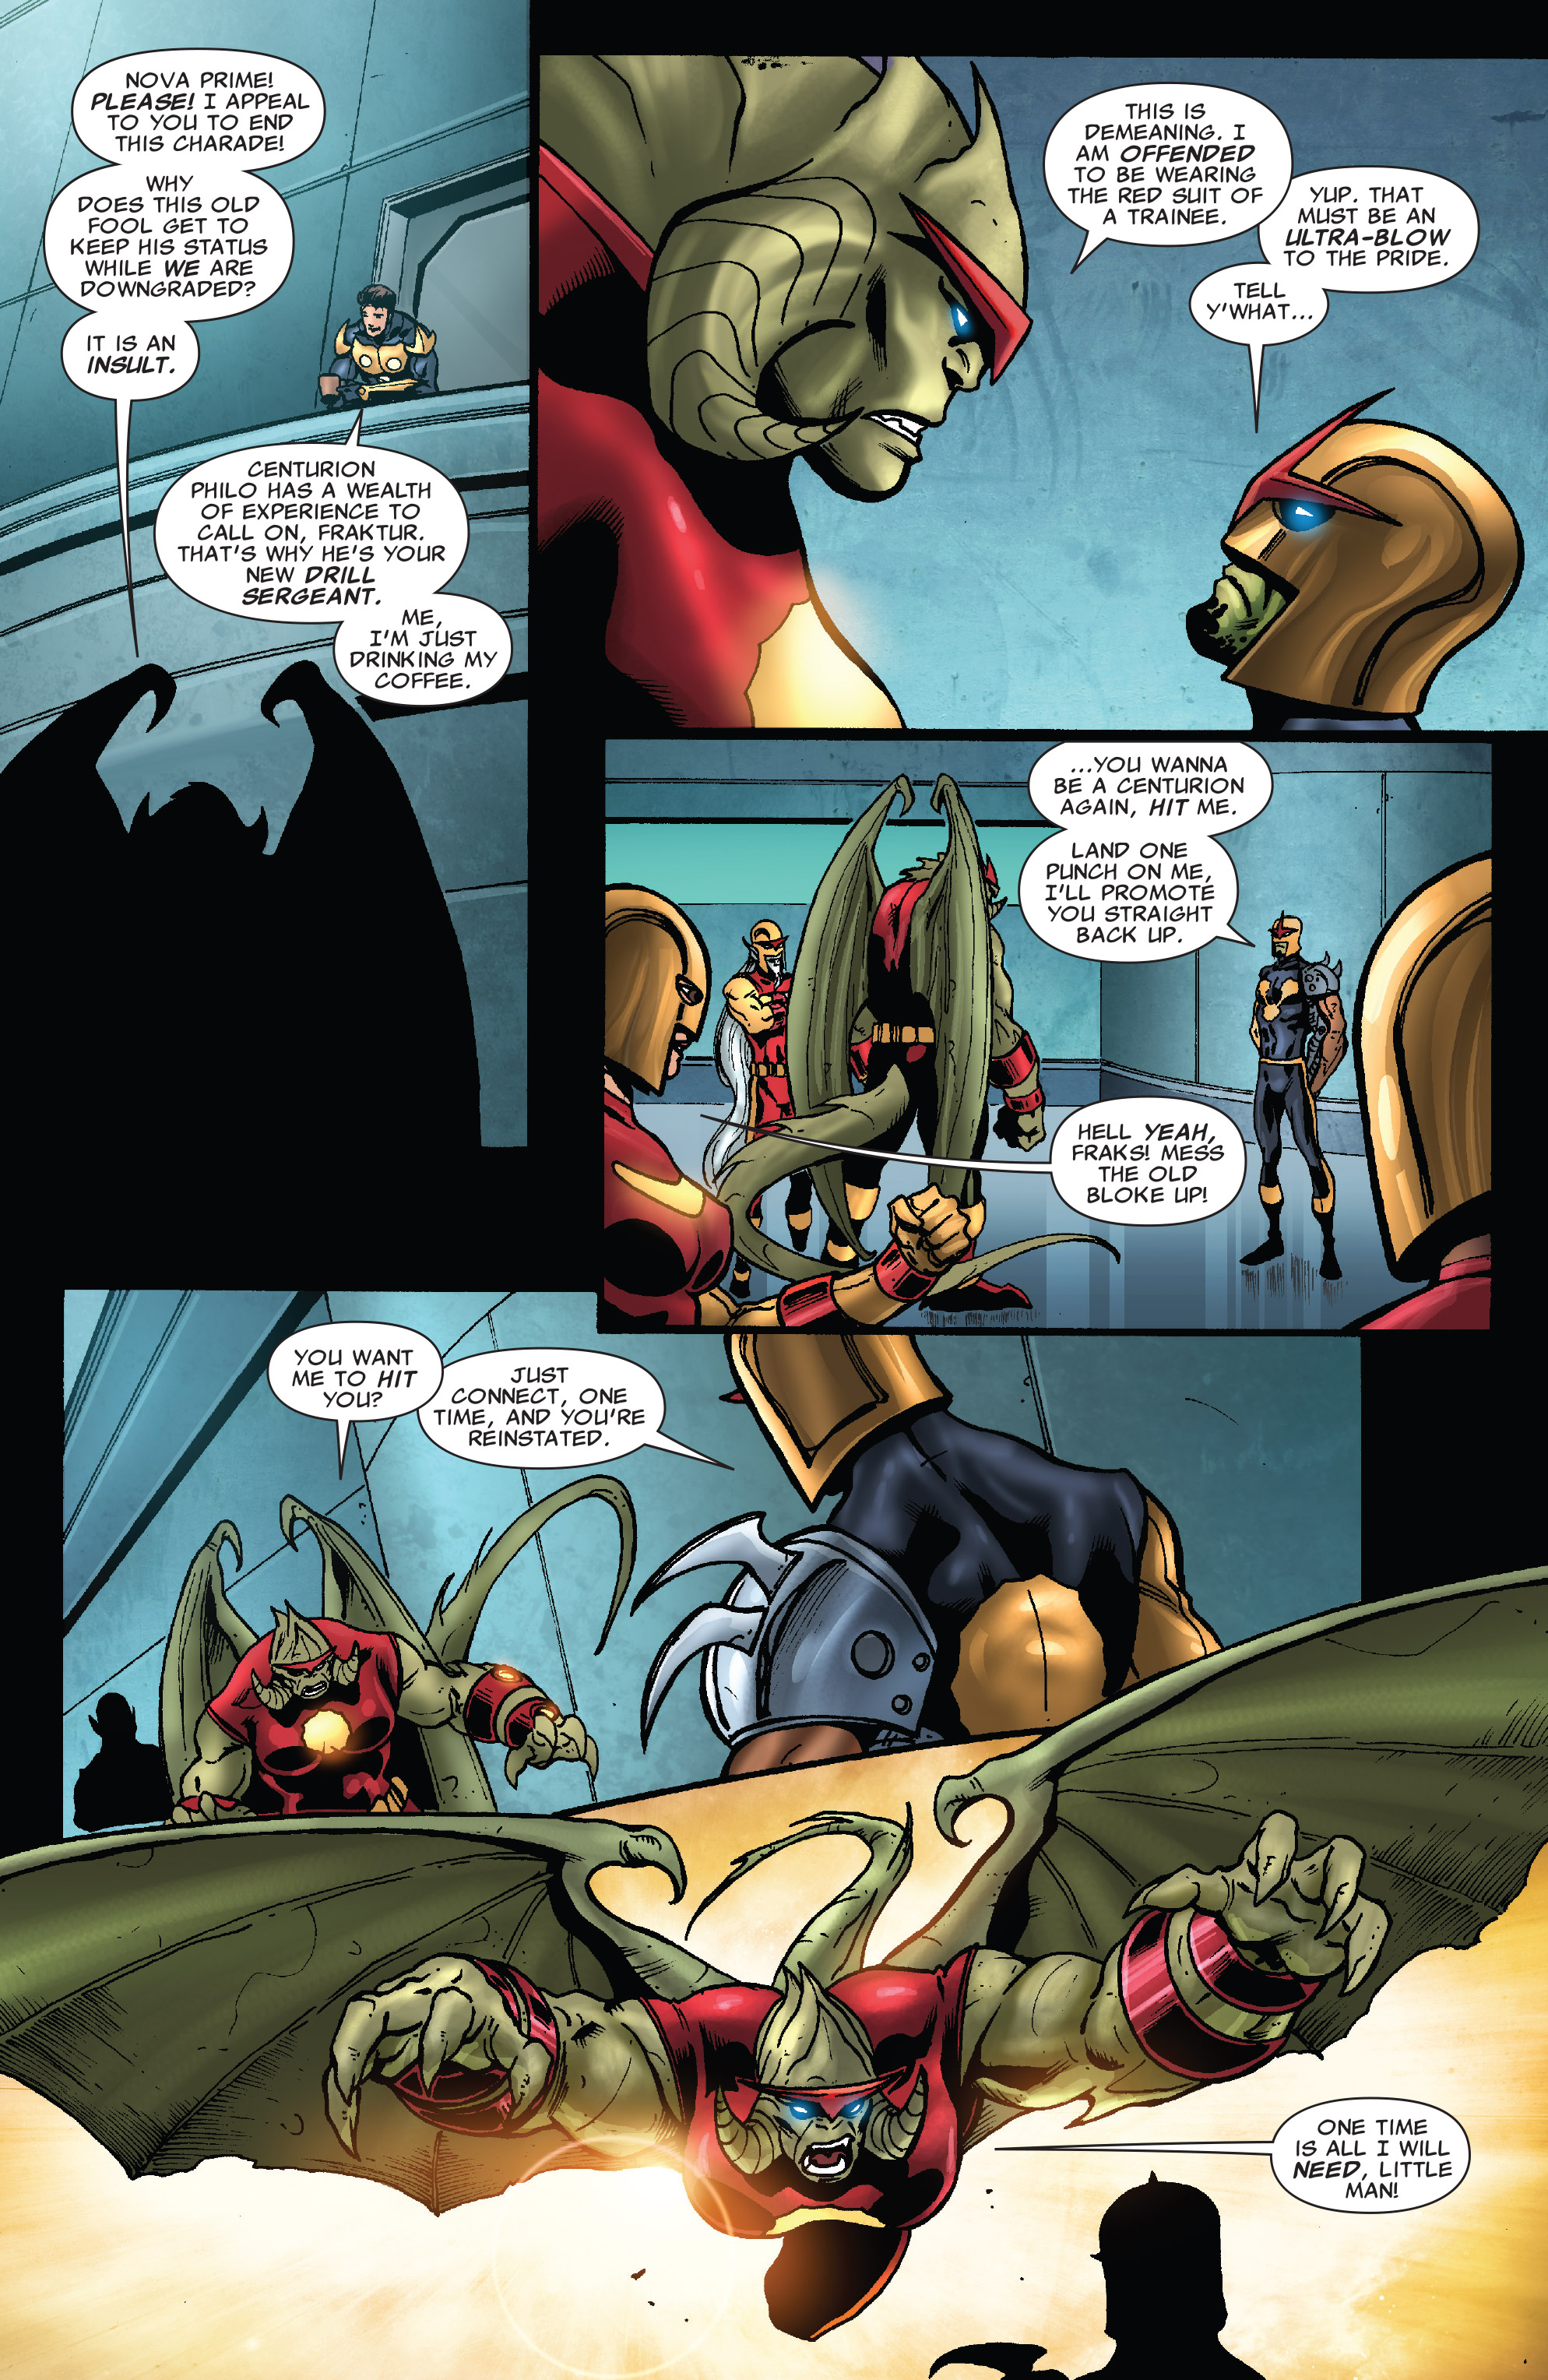 NOVA PRIME!
PLEASE! I APPEAL
TO YOU TO END
THIS CHARADE!
WHY
DOES THIS OLD
FOOL GET TO
KEEP HIS STATUS
WHILE WE ARE
DOWNGRADED?
IT IS AN
INSULT.
CENTURION
PHILO HAS A WEALTH
OF EXPERIENCE TO
CALL ON, FRAKTUR.
THAT'S WHY HE'S YOUR
NEW DRILL
SERGEANT.
ME,
I'M JUST
DRINKING MY
COFFEE.
THIS IS
DEMEANING. I
AM OFFENDED
TO BE WEARING
THE RED SUIT OF
A TRAINEE.
YUP. THAT
MUST BE AN
ULTRA-BLOW
TO THE PRIDE.
TELL
Y'WHAT...
...YOU WANNA
BE A CENTURION
AGAIN, HIT ME.
LAND ONE
PUNCH ON ME,
I'LL PROMOTE
YOU STRAIGHT
BACK UP.
HELL YEAH,
FRAKS! MESS
THE OLD
BLOKE UP!
YOU WANT
ME TO HIT
YOU?
JUST
CONNECT, ONE
TIME, AND YOU'RE
REINSTATED.
ONE TIME
IS ALL I WILL
NEED, LITTLE
MAN!